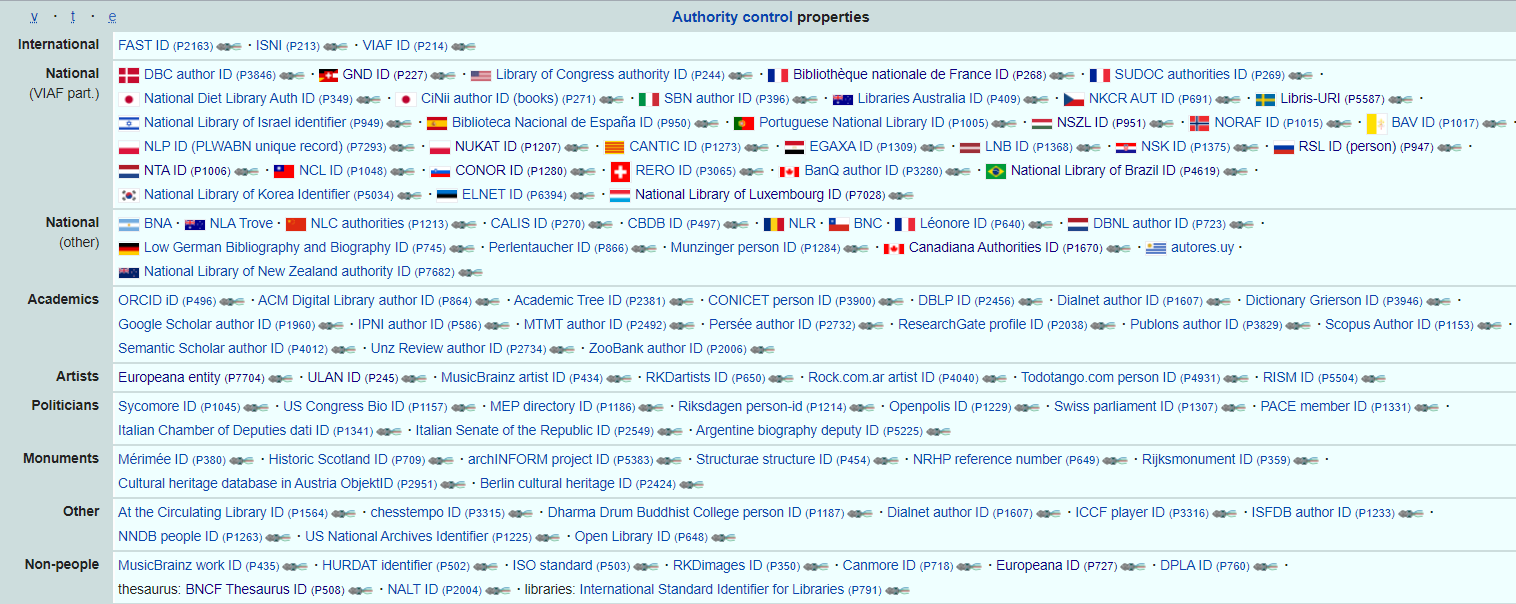 v · t · e Authority control properties
International FAST ID (P2163) · ISNI (P213) · VIAF ID (P214)
National DBC author ID (P3846) · GND ID (P227) · Library of Congress authority ID (P244) · Bibliothèque nationale de France ID (P268) · SUDOC authorities ID (P269) ·
(VIAF part.) National Diet Library Auth ID (P349) · CiNii author ID (books) (P271) · SBN author ID (P396) · Libraries Australia ID (P409) · NKCR AUT ID (P691) · Libris-URI (P5587) ·
National Library of Israel identifier (P949) · Biblioteca Nacional de España ID (P950) · Portuguese National Library ID (P1005) · NSZL ID (P951) · NORAF ID (P1015) · BAV ID (P1017) ·
NLP ID (PLWABN unique record) (P7293) · NUKAT ID (P1207) · CANTIC ID (P1273) · EGAXA ID (P1309) · LNB ID (P1368) · NSK ID (P1375) · RSL ID (person) (P947) ·
NTA ID (P1006) · NCL ID (P1048) · CONOR ID (P1280) · RERO ID (P3065) · BanQ author ID (P3280) · National Library of Brazil ID (P4619) ·
National Library of Korea Identifier (P5034) · ELNET ID (P6394) · National Library of Luxembourg ID (P7028)
National BNA · NLA Trove · NLC authorities (P1213) · CALIS ID (P270) · CBDB ID (P497) · NLR · BNC · Léonore ID (P640) · DBNL author ID (P723) ·
(other) Low German Bibliography and Biography ID (P745) · Perlentaucher ID (P866) · Munzinger person ID (P1284) · Canadiana Authorities ID (P1670) · autores.uy ·
National Library of New Zealand authority ID (P7682)
Academics ORCID iD (P496) · ACM Digital Library author ID (P864) · Academic Tree ID (P2381) · CONICET person ID (P3900) · DBLP ID (P2456) · Dialnet author ID (P1607) · Dictionary Grierson ID (P3946) ·
Google Scholar author ID (P1960) · IPNI author ID (P586) · MTMT author ID (P2492) · Persée author ID (P2732) · ResearchGate profile ID (P2038) · Publons author ID (P3829) · Scopus Author ID (P1153) ·
Semantic Scholar author ID (P4012) · Unz Review author ID (P2734) · ZooBank author ID (P2006)
Artists Europeana entity (P7704) · ULAN ID (P245) · MusicBrainz artist ID (P434) · RKDartists ID (P650) · Rock.com.ar artist ID (P4040) · Todotango.com person ID (P4931) · RISM ID (P5504)
Politicians Sycomore ID (P1045) · US Congress Bio ID (P1157) · MEP directory ID (P1186) · Riksdagen person-id (P1214) · Openpolis ID (P1229) · Swiss parliament ID (P1307) · PACE member ID (P1331) ·
Italian Chamber of Deputies dati ID (P1341) · Italian Senate of the Republic ID (P2549) · Argentine biography deputy ID (P5225)
Monuments Mérimée ID (P380) · Historic Scotland ID (P709) · archINFORM project ID (P5383) · Structurae structure ID (P454) · NRHP reference number (P649) · Rijksmonument ID (P359) ·
Cultural heritage database in Austria ObjektID (P2951) · Berlin cultural heritage ID (P2424)
Other At the Circulating Library ID (P1564) · chesstempo ID (P3315) · Dharma Drum Buddhist College person ID (P1187) · Dialnet author ID (P1607) · ICCF player ID (P3316) · ISFDB author ID (P1233) ·
NNDB people ID (P1263) · US National Archives Identifier (P1225) · Open Library ID (P648)
Non-people MusicBrainz work ID (P435) · HURDAT identifier (P502) · ISO standard (P503) · RKDimages ID (P350) · Canmore ID (P718) · Europeana ID (P727) · DPLA ID (P760) ·
thesaurus: BNCF Thesaurus ID (P508) · NALT ID (P2004) · libraries: International Standard Identifier for Libraries (P791)